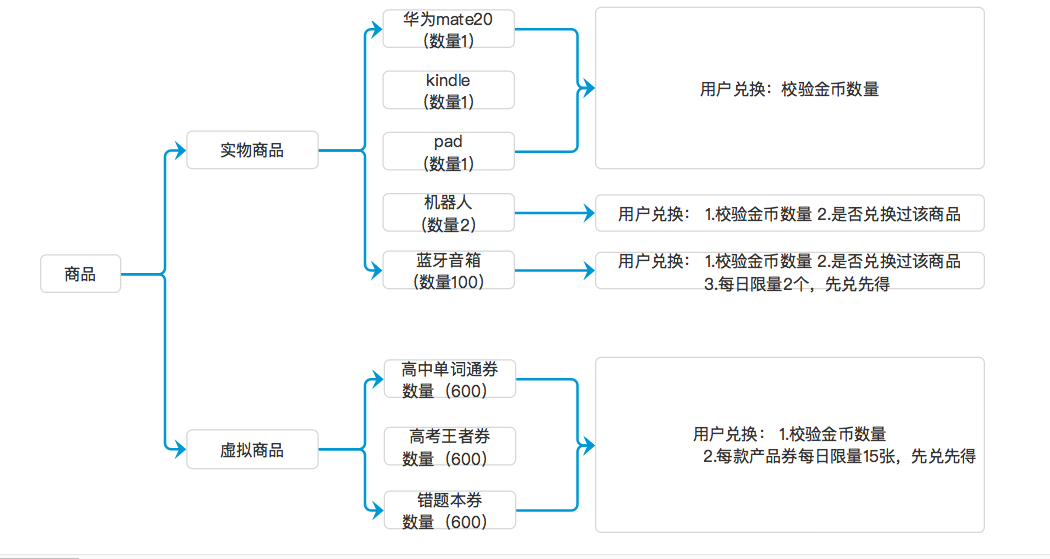 商品
实物商品
华为mate20
（数量1）
kindle
（数量1）
pad
（数量1）
用户兑换：校验金币数量
机器人
（数量2）
用户兑换： 1.校验金币数量 2.是否兑换过该商品
蓝牙音箱
（数量100）
用户兑换： 1.校验金币数量 2.是否兑换过该商品
3.每日限量2个，先兑先得
虚拟商品
高中单词通券
数量（600）
高考王者券
数量（600）
错题本券
数量（600）
用户兑换： 1.校验金币数量
2.每款产品券每日限量15张，先兑先得